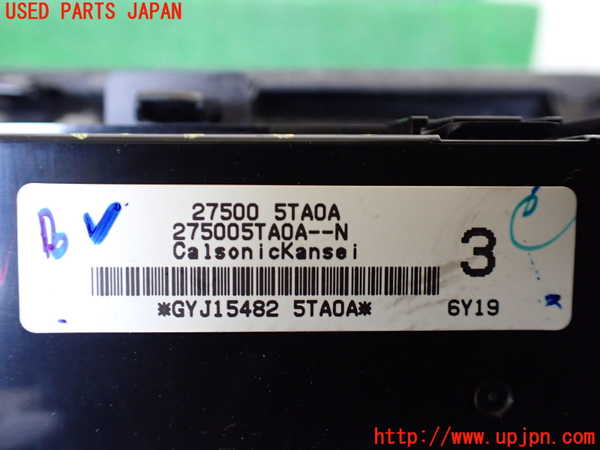 USED PARTS JAPAN
27500 5TA0A
275005TA0A--N
CalsonicKansei
3
*GYJ15482 5TA0A*
6Y19
http://www.upjpn.com/